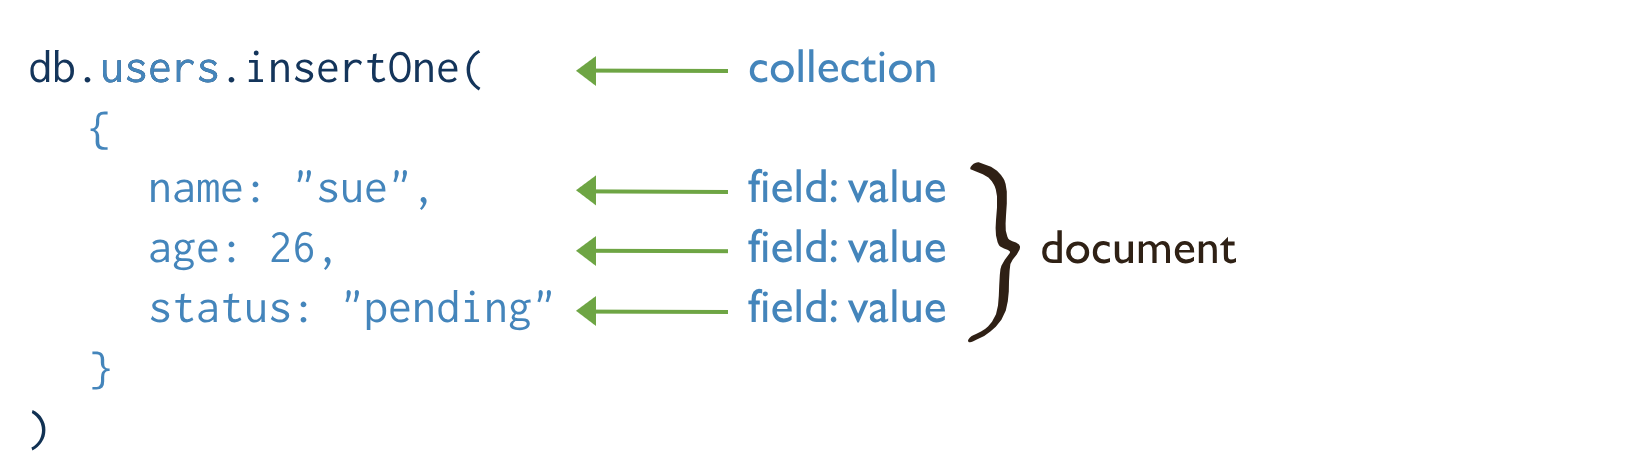 db.users.insertOne( collection
{
name: "sue", field: value
age: 26, field: value document
status: "pending" field: value
}
)